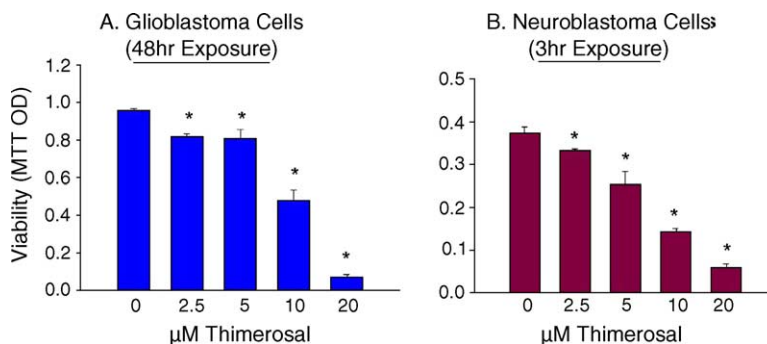 A. Glioblastoma Cells
(48hr Exposure)
Viability (MTT OD)
1.2
1.0
0.8
0.6
0.4
0.2
0.0
*
*
*
*
0 2.5 5 10 20
µM Thimerosal
B. Neuroblastoma Cells
(3hr Exposure)
0.5
0.4
0.3
0.2
0.1
0.0
*
*
*
*
0 2.5 5 10 20
µM Thimerosal